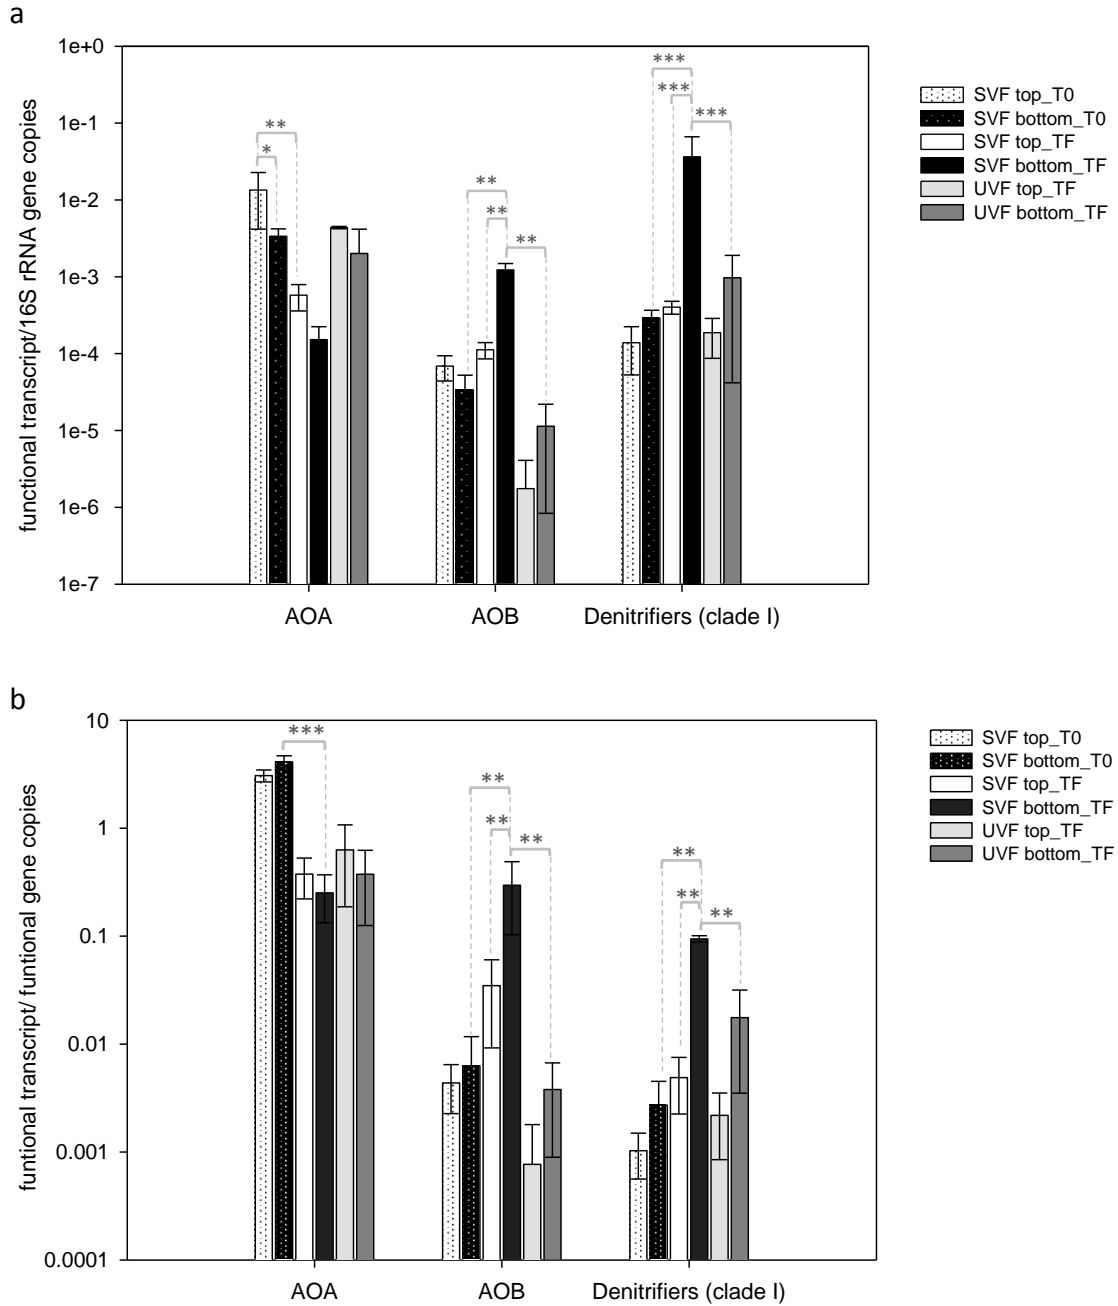 a
functional transcript/16S rRNA gene copies
1e+0
1e-1
1e-2
1e-3
1e-4
1e-5
1e-6
1e-7
**
*
**
**
**
***
***
***
AOA
AOB
Denitrifiers (clade I)
SVF top_T0
SVF bottom_T0
SVF top_TF
SVF bottom_TF
UVF top_TF
UVF bottom_TF
b
funtional transcript/ funtional gene copies
10
1
0.1
0.01
0.001
0.0001
***
**
**
**
**
**
**
AOA
AOB
Denitrifiers (clade I)
SVF top_T0
SVF bottom_T0
SVF top_TF
SVF bottom_TF
UVF top_TF
UVF bottom_TF